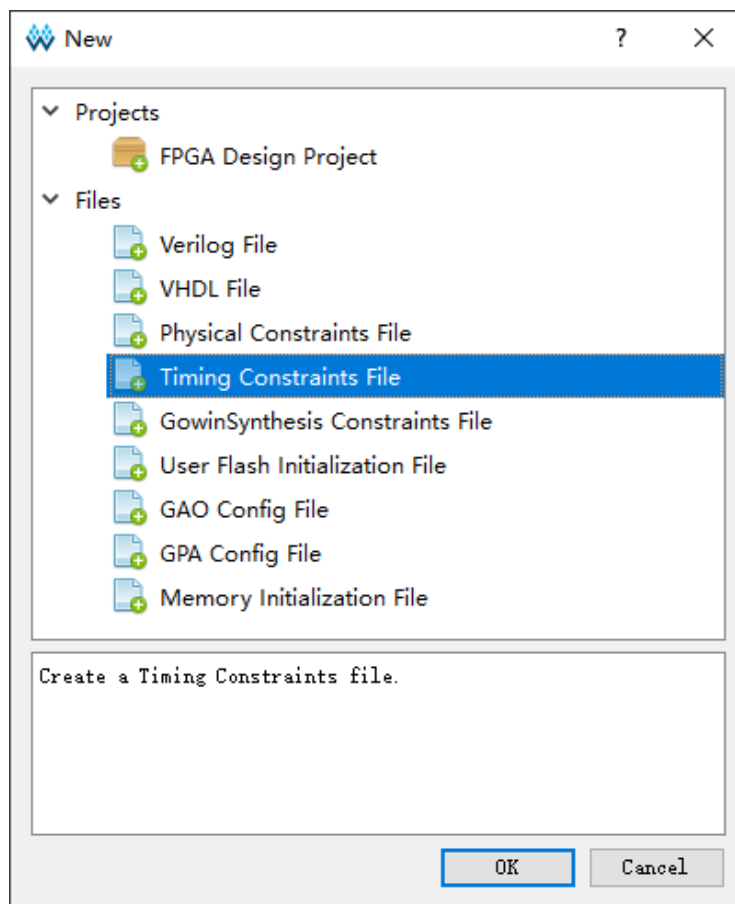 New
?
Projects
FPGA Design Project
Files
Verilog File
VHDL File
Physical Constraints File
Timing Constraints File
GowinSynthesis Constraints File
User Flash Initialization File
GAO Config File
GPA Config File
Memory Initialization File
Create a Timing Constraints file.
OK Cancel